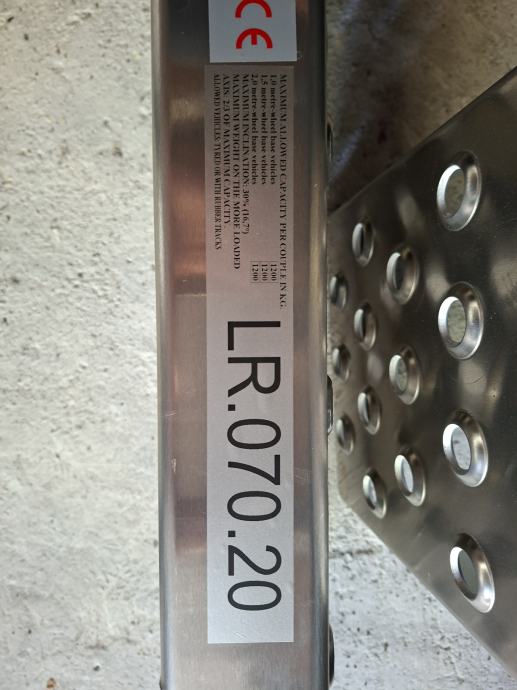 CE
MAXIMUM ALLOWED CAPACITY PER COUPLE IN KG.
1,0 metre-wheel base vehicles 1200
1,5 metre-wheel base vehicles 1200
2,0 metre-wheel base vehicles 1200
MAXIMUM INCLINATION: 30% (16,7º)
MAXIMUM WEIGHT ON THE MORE LOADED
AXIS: 2/3 OF MAXIMUM CAPACITY.
ALLOWED VEHICLES: TYRED OR WITH RUBBER TRACKS
LR.070.20